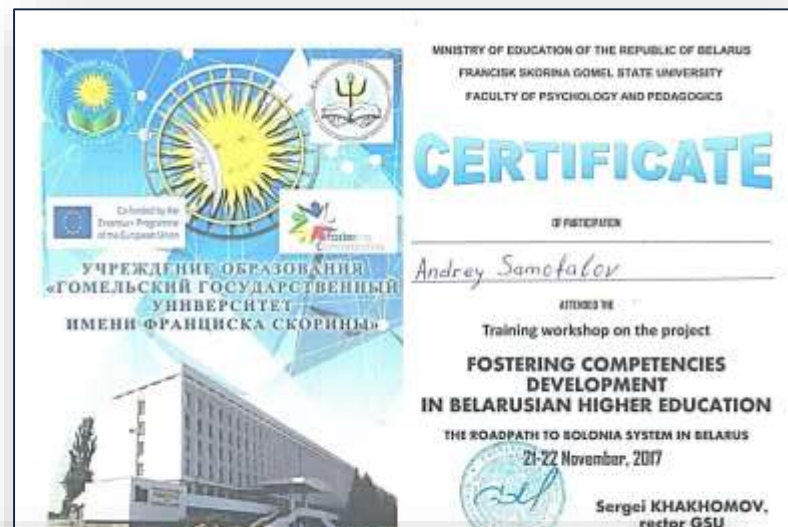 Co-funded by the
Erasmus+ Programme
of the European Union
Fostering
Competencies
УЧРЕЖДЕНИЕ ОБРАЗОВАНИЯ
«ГОМЕЛЬСКИЙ ГОСУДАРСТВЕННЫЙ
УНИВЕРСИТЕТ
ИМЕНИ ФРАНЦИСКА СКОРИНЫ»
MINISTRY OF EDUCATION OF THE REPUBLIC OF BELARUS
FRANCISK SKORINA GOMEL STATE UNIVERSITY
FACULTY OF PSYCHOLOGY AND PEDAGOGICS
CERTIFICATE
OF PARTICIPATION
Andrey Samofalov
ATTENDED THE
Training workshop on the project
FOSTERING COMPETENCIES
DEVELOPMENT
IN BELARUSIAN HIGHER EDUCATION
THE ROADPATH TO BOLONIA SYSTEM IN BELARUS
21-22 November, 2017
Sergei KHAKHOMOV,
rector GSU